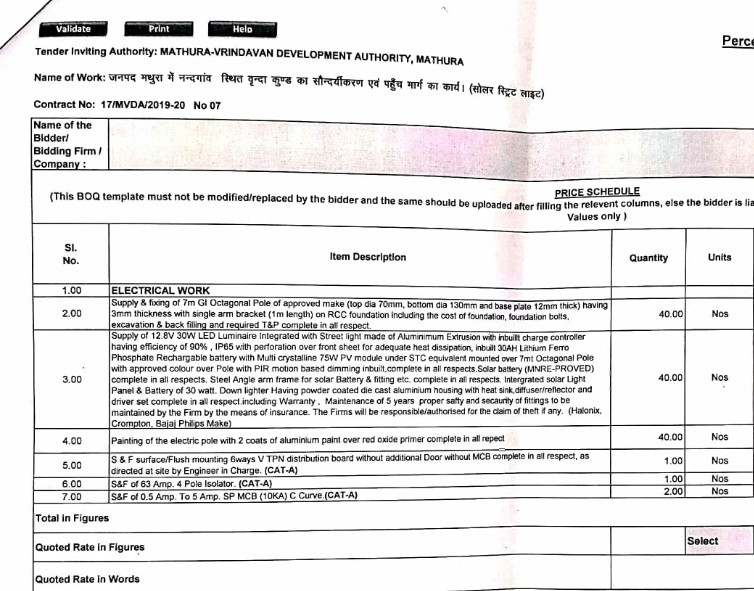 Validate Print Help
Perce
Tender Inviting Authority: MATHURA-VRINDAVAN DEVELOPMENT AUTHORITY, MATHURA
Name of Work: जनपद मथुरा में नन्दगांव स्थित वृन्दा कुण्ड का सौन्दर्यीकरण एवं पहुँच मार्ग का कार्य। (सोलर स्ट्रिट लाइट)
Contract No: 17/MVDA/2019-20 No 07
Name of the
Bidder/
Bidding Firm /
Company :
PRICE SCHEDULE
(This BOQ template must not be modified/replaced by the bidder and the same should be uploaded after filling the relevent columns, else the bidder is lia
Values only )
Sl.
No. Item Description Quantity Units
1.00 ELECTRICAL WORK
Supply & fixing of 7m GI Octagonal Pole of approved make (top dia 70mm, bottom dia 130mm and base plate 12mm thick) having
2.00 3mm thickness with single arm bracket (1m length) on RCC foundation including the cost of foundation, foundation bolts, 40.00 Nos
excavation & back filling and required T&P complete in all respect.
Supply of 12.8V 30W LED Luminaire Integrated with Street light made of Aluminimum Extrusion with inbuilt charge controller
having efficiency of 90% , IP65 with perforation over front sheet for adequate heat dissipation, inbuilt 30AH Lithium Ferro
Phosphate Rechargable battery with Multi crystalline 75W PV module under STC equivalent mounted over 7mt Octagonal Pole
with approved colour over Pole with PIR motion based dimming inbuilt,complete in all respects.Solar battery (MNRE-PROVED)
3.00 complete in all respects. Steel Angle arm frame for solar Battery & fitting etc. complete in all respects. Intergrated solar Light 40.00 Nos
Panel & Battery of 30 watt. Down lighter Having powder coated die cast aluminium housing with heat sink,diffuser/reflector and
driver set complete in all respect.including Warranty , Maintenance of 5 years proper safty and secaurity of fittings to be
maintained by the Firm by the means of insurance. The Firms will be responsible/authorised for the claim of theft if any. (Halonix,
Crompton, Bajaj Philips Make)
4.00 Painting of the electric pole with 2 coats of aluminium paint over red oxide primer complete in all repect 40.00 Nos
5.00 S & F surface/Flush mounting 6ways V TPN distribution board without additional Door without MCB complete in all respect, as 1.00 Nos
directed at site by Engineer in Charge. (CAT-A)
6.00 S&F of 63 Amp. 4 Pole Isolator. (CAT-A) 1.00 Nos
7.00 S&F of 0.5 Amp. To 5 Amp. SP MCB (10KA) C Curve.(CAT-A) 2.00 Nos
Total in Figures
Quoted Rate in Figures Select
Quoted Rate in Words